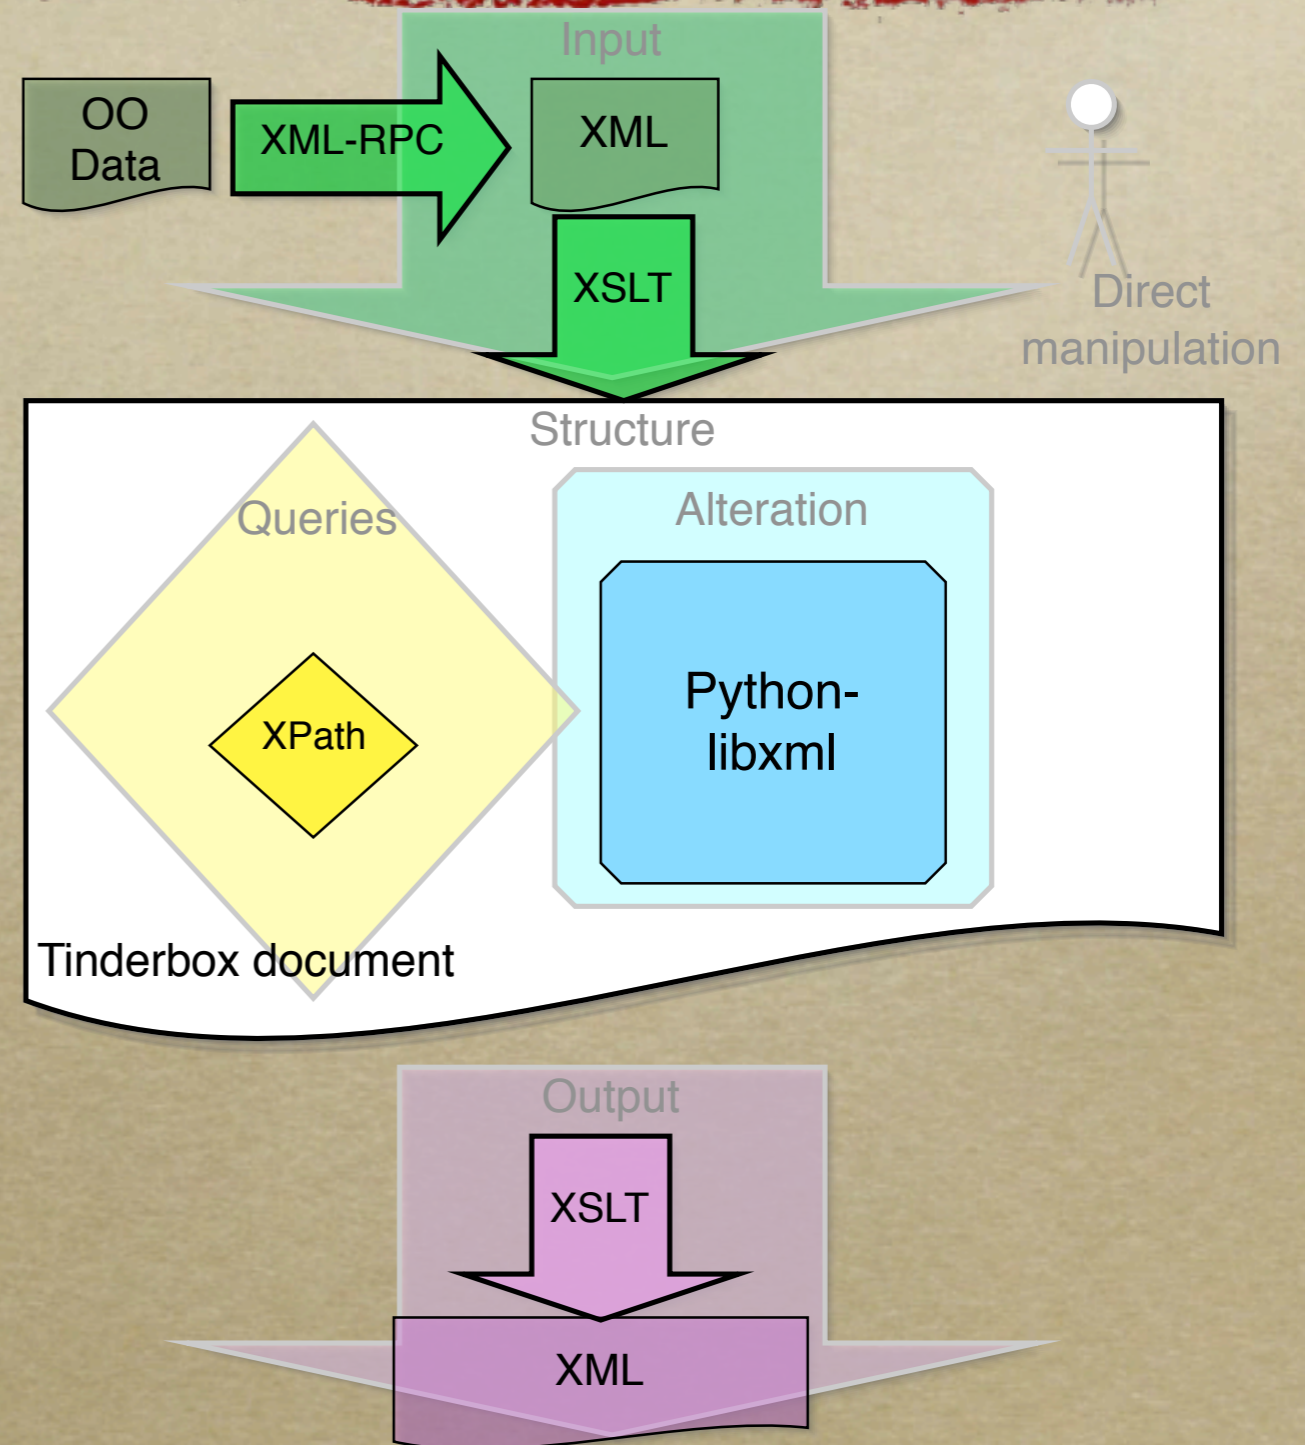 Input
OO
Data
XML-RPC
XML
XSLT
Direct
manipulation
Structure
Queries
Alteration
XPath
Python-
libxml
Tinderbox document
Output
XSLT
XML